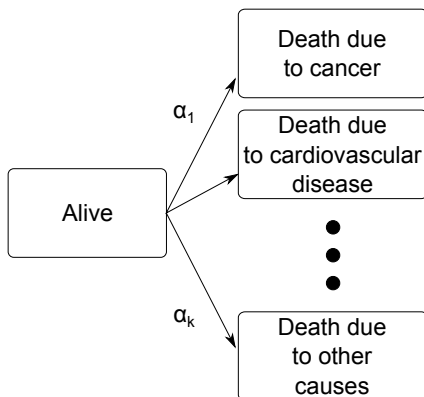 Death due
to cancer
α1
Death due
to cardiovascular
disease
Alive
αk
Death due
to other
causes